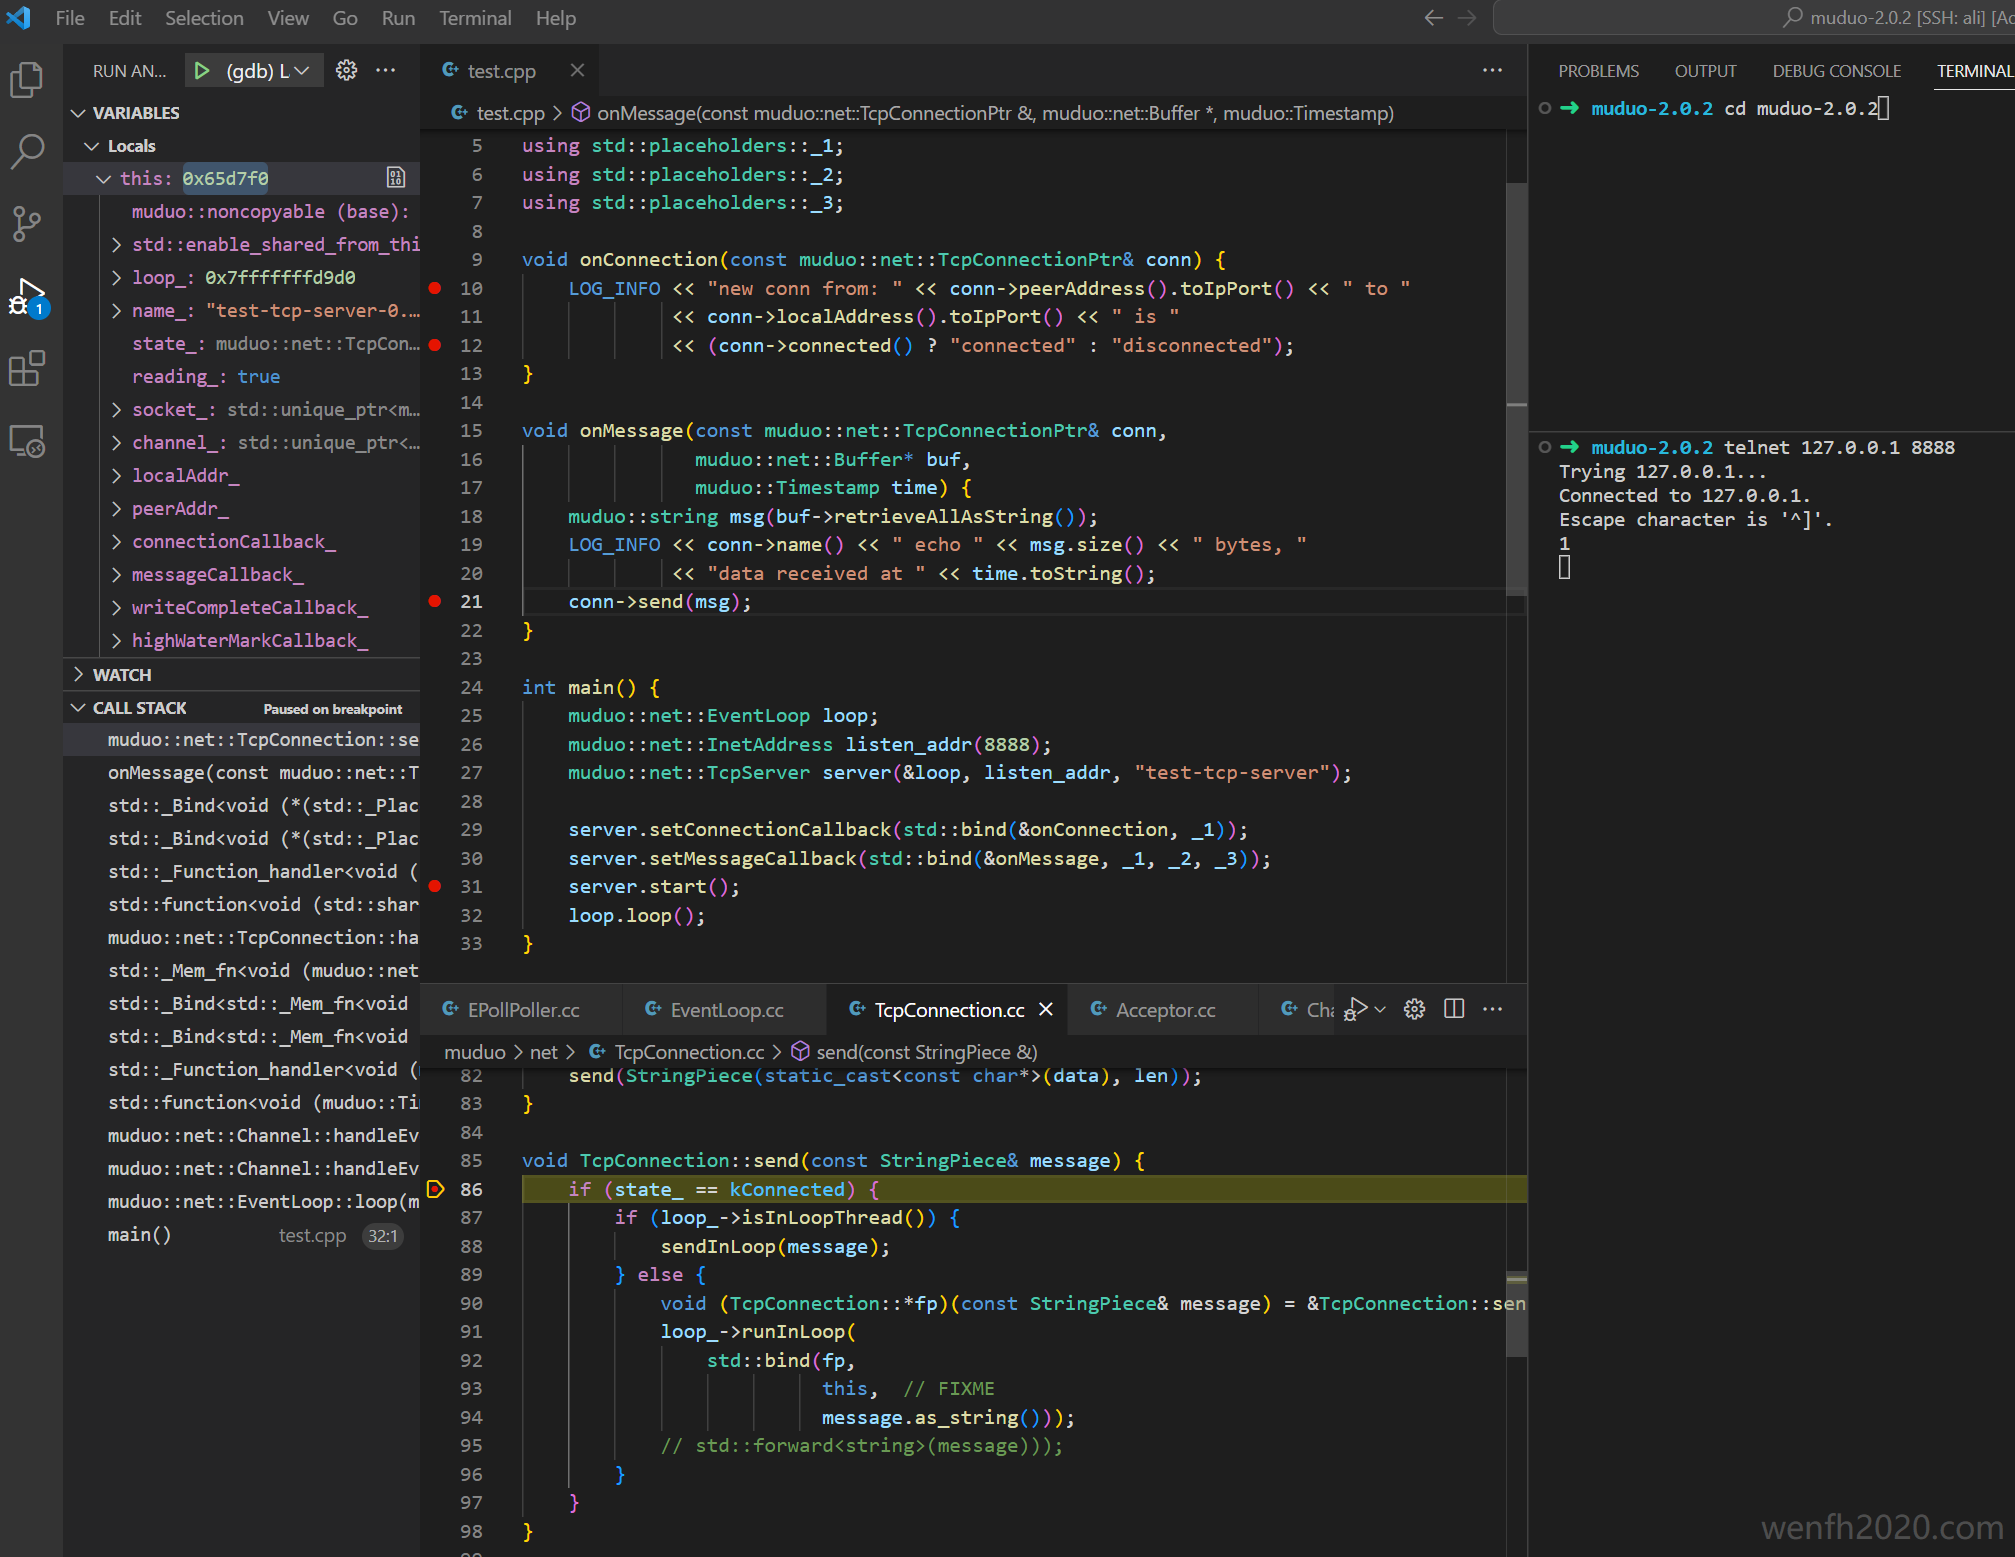 File Edit Selection View Go Run Terminal Help
muduo-2.0.2 [SSH: ali]
RUN AN... (gdb) L
VARIABLES
Locals
this: 0x65d7f0
muduo::noncopyable (base):
std::enable_shared_from_thi
loop_: 0x7fffffffd9d0
name_: "test-tcp-server-0....
state_: muduo::net::TcpCon...
reading_: true
socket_: std::unique_ptr<m...
channel_: std::unique_ptr<...
localAddr_
peerAddr_
connectionCallback_
messageCallback_
writeCompleteCallback_
highWaterMarkCallback_
WATCH
CALL STACK Paused on breakpoint
muduo::net::TcpConnection::se
onMessage(const muduo::net::T
std::_Bind<void (*(std::_Plac
std::_Bind<void (*(std::_Plac
std::_Function_handler<void (
std::function<void (std::shar
muduo::net::TcpConnection::ha
std::_Mem_fn<void (muduo::net
std::_Bind<std::_Mem_fn<void
std::_Bind<std::_Mem_fn<void
std::_Function_handler<void (
std::function<void (muduo::Ti
muduo::net::Channel::handleEv
muduo::net::Channel::handleEv
muduo::net::EventLoop::loop(m
main() test.cpp 32:1
1
test.cpp
test.cpp > onMessage(const muduo::net::TcpConnectionPtr &, muduo::net::Buffer *, muduo::Timestamp)
5 using std::placeholders::_1;
6 using std::placeholders::_2;
7 using std::placeholders::_3;
8
9 void onConnection(const muduo::net::TcpConnectionPtr& conn) {
10 LOG_INFO << "new conn from: " << conn->peerAddress().toIpPort() << " to "
11 << conn->localAddress().toIpPort() << " is "
12 << (conn->connected() ? "connected" : "disconnected");
13 }
14
15 void onMessage(const muduo::net::TcpConnectionPtr& conn,
16 muduo::net::Buffer* buf,
17 muduo::Timestamp time) {
18 muduo::string msg(buf->retrieveAllAsString());
19 LOG_INFO << conn->name() << " echo " << msg.size() << " bytes, "
20 << "data received at " << time.toString();
21 conn->send(msg);
22 }
23
24 int main() {
25 muduo::net::EventLoop loop;
26 muduo::net::InetAddress listen_addr(8888);
27 muduo::net::TcpServer server(&loop, listen_addr, "test-tcp-server");
28
29 server.setConnectionCallback(std::bind(&onConnection, _1));
30 server.setMessageCallback(std::bind(&onMessage, _1, _2, _3));
31 server.start();
32 loop.loop();
33 }
EPollPoller.cc EventLoop.cc TcpConnection.cc Acceptor.cc Cha
muduo > net > TcpConnection.cc > send(const StringPiece &)
82 send(StringPiece(static_cast<const char*>(data), len));
83 }
84
85 void TcpConnection::send(const StringPiece& message) {
86 if (state_ == kConnected) {
87 if (loop_->isInLoopThread()) {
88 sendInLoop(message);
89 } else {
90 void (TcpConnection::*fp)(const StringPiece& message) = &TcpConnection::sen
91 loop_->runInLoop(
92 std::bind(fp,
93 this, // FIXME
94 message.as_string()));
95 // std::forward<string>(message)));
96 }
97 }
98 }
PROBLEMS OUTPUT DEBUG CONSOLE TERMINAL
→ muduo-2.0.2 cd muduo-2.0.2
→ muduo-2.0.2 telnet 127.0.0.1 8888
Trying 127.0.0.1...
Connected to 127.0.0.1.
Escape character is '^]'.
1
wenfh2020.com